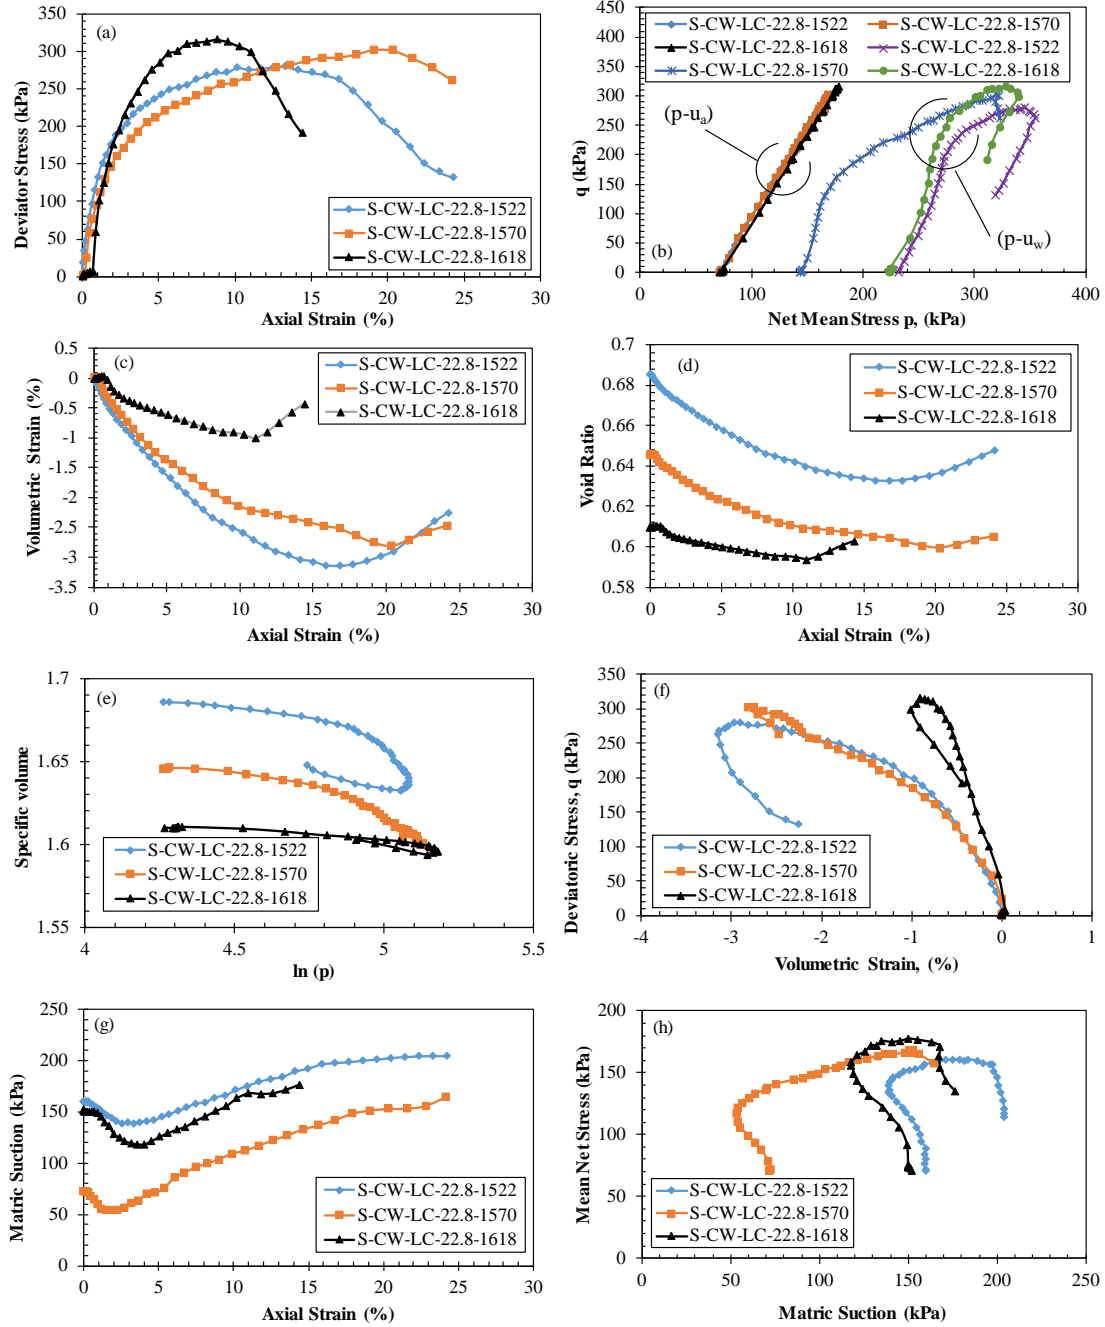 (a)
Deviator Stress (kPa)
350
300
250
200
150
100
50
0
0 5 10 15 20 25 30
Axial Strain (%)
S-CW-LC-22.8-1522
S-CW-LC-22.8-1570
S-CW-LC-22.8-1618
S-CW-LC-22.8-1522 S-CW-LC-22.8-1570
S-CW-LC-22.8-1618 S-CW-LC-22.8-1522
S-CW-LC-22.8-1570 S-CW-LC-22.8-1618
q (kPa)
400
350
300
250
200
150
100
50
0
(p-ua)
(p-uw)
(b)
0 100 200 300 400
Net Mean Stress p, (kPa)
(c)
Volumetric Strain (%)
0.5
0
-0.5
-1
-1.5
-2
-2.5
-3
-3.5
0 5 10 15 20 25 30
Axial Strain (%)
S-CW-LC-22.8-1522
S-CW-LC-22.8-1570
S-CW-LC-22.8-1618
(d)
Void Ratio
0.7
0.68
0.66
0.64
0.62
0.6
0.58
0 5 10 15 20 25 30
Axial Strain (%)
S-CW-LC-22.8-1522
S-CW-LC-22.8-1570
S-CW-LC-22.8-1618
(e)
Specific volume
1.7
1.65
1.6
1.55
4 4.5 5 5.5
ln (p)
S-CW-LC-22.8-1522
S-CW-LC-22.8-1570
S-CW-LC-22.8-1618
(f)
Deviatoric Stress, q (kPa)
350
300
250
200
150
100
50
0
-4 -3 -2 -1 0 1
Volumetric Strain, (%)
S-CW-LC-22.8-1522
S-CW-LC-22.8-1570
S-CW-LC-22.8-1618
(g)
Matric Suction (kPa)
250
200
150
100
50
0
0 5 10 15 20 25 30
Axial Strain (%)
S-CW-LC-22.8-1522
S-CW-LC-22.8-1570
S-CW-LC-22.8-1618
(h)
Mean Net Stress (kPa)
200
150
100
50
0
0 50 100 150 200 250
Matric Suction (kPa)
S-CW-LC-22.8-1522
S-CW-LC-22.8-1570
S-CW-LC-22.8-1618